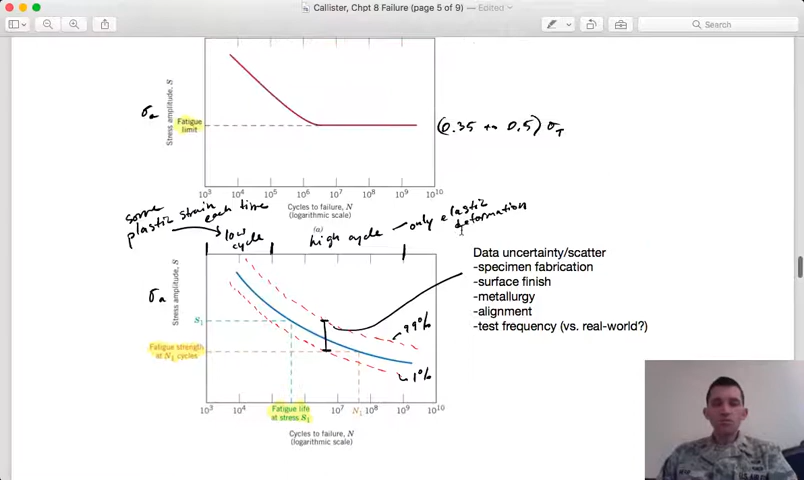 Callister, Chpt 8 Failure (page 5 of 9) — Edited
Search
σa
Stress amplitude, S
Fatigue
limit
(0.35 to 0.5) σT
10³ 10⁴ 10⁵ 10⁶ 10⁷ 10⁸ 10⁹ 10¹⁰
Cycles to failure, N
(logarithmic scale)
(a)
some
plastic strain
each time
low
cycle
high cycle
only elastic
deformation
σa
Stress amplitude, S
S₁
Fatigue strength
at N₁ cycles
99%
1%
Data uncertainty/scatter
-specimen fabrication
-surface finish
-metallurgy
-alignment
-test frequency (vs. real-world?)
10³ 10⁴ Fatigue life 10⁷ N₁ 10⁸ 10⁹ 10¹⁰
at stress S₁
Cycles to failure, N
(logarithmic scale)